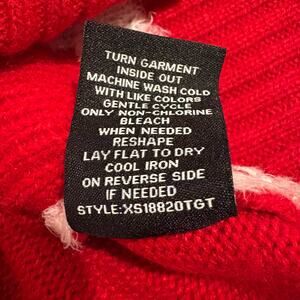 TURN GARMENT
INSIDE OUT
MACHINE WASH COLD
WITH LIKE COLORS
GENTLE CYCLE
ONLY NON-CHLORINE
BLEACH
WHEN NEEDED
RESHAPE
LAY FLAT TO DRY
COOL IRON
ON REVERSE SIDE
IF NEEDED
STYLE:XS18820TGT